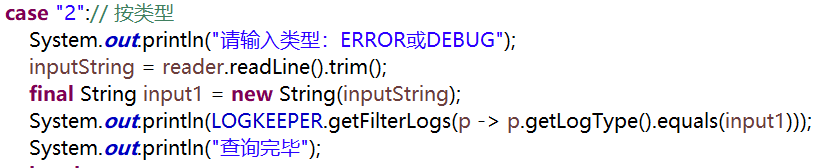 case "2":// 按类型
System.out.println("请输入类型：ERROR或DEBUG");
inputString = reader.readLine().trim();
final String input1 = new String(inputString);
System.out.println(LOGKEEPER.getFilterLogs(p -> p.getLogType().equals(input1)));
System.out.println("查询完毕");